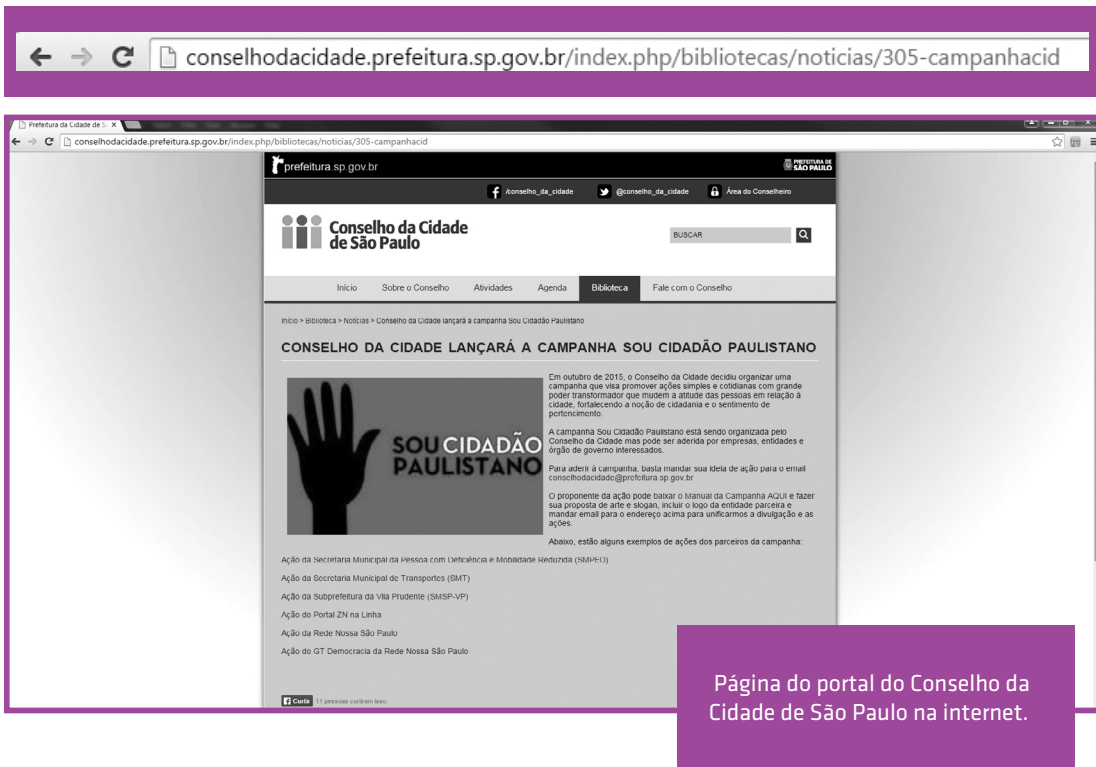 conselhodacidade.prefeitura.sp.gov.br/index.php/bibliotecas/noticias/305-campanhacid
Prefeitura da Cidade de S
conselhodacidade.prefeitura.sp.gov.br/index.php/bibliotecas/noticias/305-campanhacid
prefeitura.sp.gov.br
PREFEITURA DE
SÃO PAULO
/conselho_da_cidade
@conselho_da_cidade
Área do Conselheiro
Conselho da Cidade
de São Paulo
BUSCAR
Início Sobre o Conselho Atividades Agenda Biblioteca Fale com o Conselho
Início > Biblioteca > Notícias > Conselho da Cidade lançará a campanha Sou Cidadão Paulistano
CONSELHO DA CIDADE LANÇARÁ A CAMPANHA SOU CIDADÃO PAULISTANO
SOU CIDADÃO
PAULISTANO
Em outubro de 2015, o Conselho da Cidade decidiu organizar uma
campanha que visa promover ações simples e cotidianas com grande
poder transformador que mudem a atitude das pessoas em relação à
cidade, fortalecendo a noção de cidadania e o sentimento de
pertencimento.
A campanha Sou Cidadão Paulistano está sendo organizada pelo
Conselho da Cidade mas pode ser aderida por empresas, entidades e
órgão de governo interessados.
Para aderir à campanha, basta mandar sua ideia de ação para o email
conselhodacidade@prefeitura.sp.gov.br
O proponente da ação pode baixar o Manual da Campanha AQUI e fazer
sua proposta de arte e slogan, incluir o logo da entidade parceira e
mandar email para o endereço acima para unificarmos a divulgação e as
ações.
Abaixo, estão alguns exemplos de ações dos parceiros da campanha:
Ação da Secretaria Municipal da Pessoa com Deficiência e Mobilidade Reduzida (SMPED)
Ação da Secretaria Municipal de Transportes (SMT)
Ação da Subprefeitura da Vila Prudente (SMSP-VP)
Ação do Portal ZN na Linha
Ação da Rede Nossa São Paulo
Ação do GT Democracia da Rede Nossa São Paulo
Curtir 11 pessoas curtiram isso.
Página do portal do Conselho da
Cidade de São Paulo na internet.